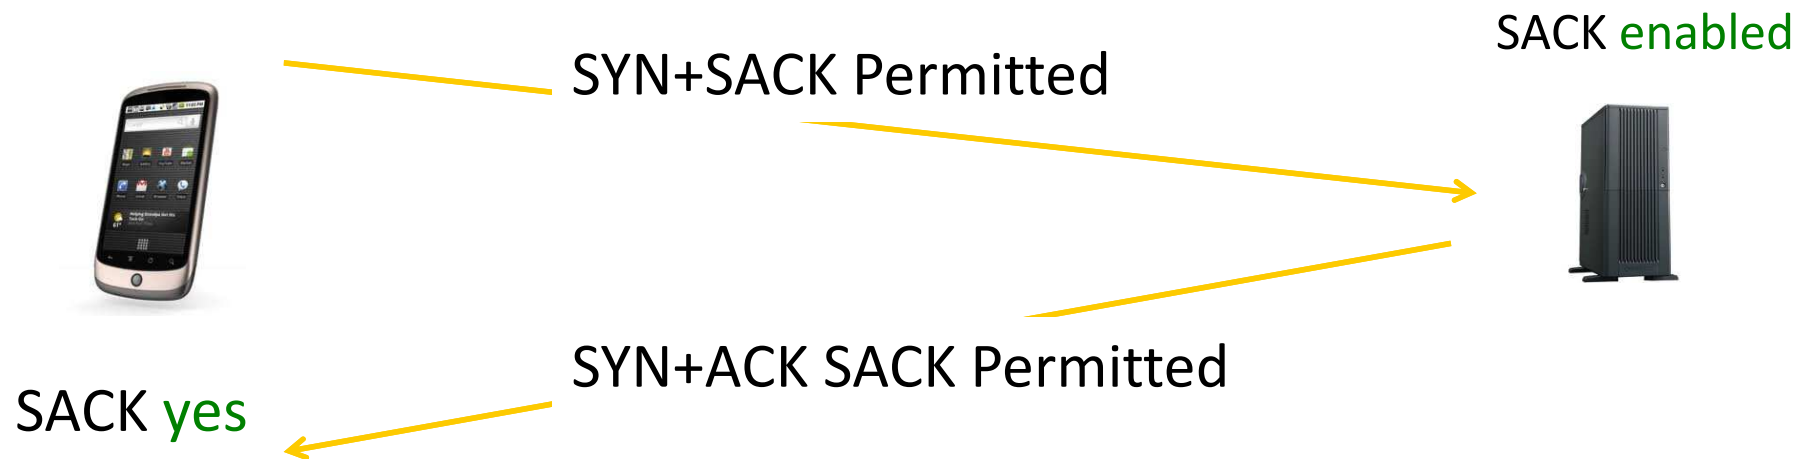 SACK enabled
SYN+SACK Permitted
SYN+ACK SACK Permitted
SACK yes